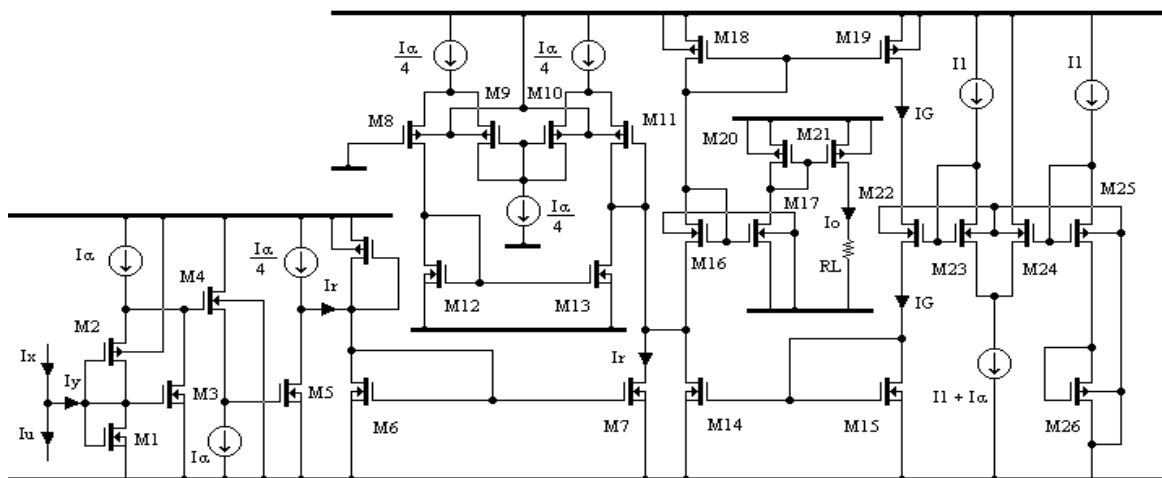 Iα
4
Iα
4
M18
M19
I1
I1
M9
M10
M8
M11
IG
M20
M21
M22
M25
Iα
4
M17
Io
Iα
Iα
4
M4
Ir
M16
RL
M23
M24
M12
M13
M2
IG
Ix
Iy
M3
M5
Ir
I1 + Iα
Iu
M1
Iα
M6
M7
M14
M15
M26